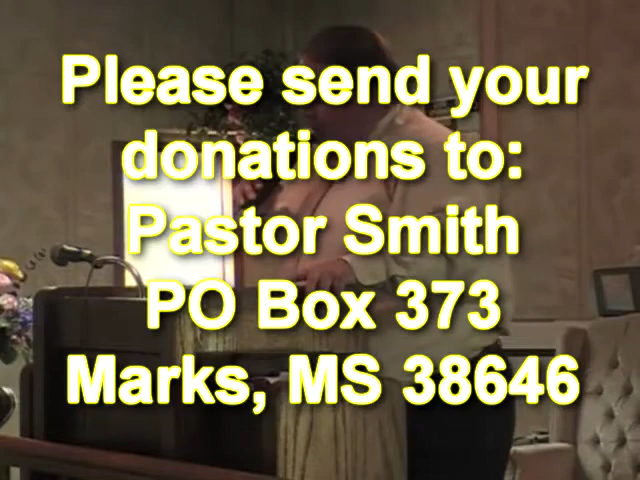 Please send your
donations to:
Pastor Smith
PO Box 373
Marks, MS 38646